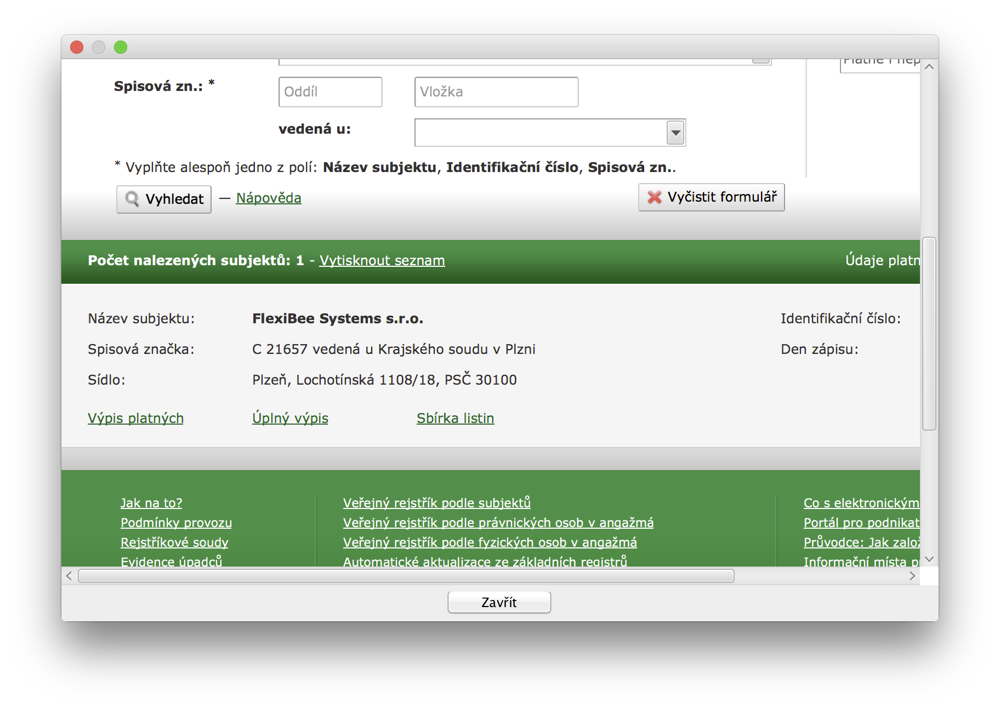 Spisová zn.: *
Oddíl
Vložka
vedená u:
* Vyplňte alespoň jedno z polí: Název subjektu, Identifikační číslo, Spisová zn..
Vyhledat — Nápověda
Vyčistit formulář
Počet nalezených subjektů: 1 - Vytisknout seznam
Údaje platn
Název subjektu: FlexiBee Systems s.r.o. Identifikační číslo:
Spisová značka: C 21657 vedená u Krajského soudu v Plzni Den zápisu:
Sídlo: Plzeň, Lochotínská 1108/18, PSČ 30100
Výpis platných Úplný výpis Sbírka listin
Jak na to?
Podmínky provozu
Rejstříkové soudy
Evidence úpadců
Veřejný rejstřík podle subjektů
Veřejný rejstřík podle právnických osob v angažmá
Veřejný rejstřík podle fyzických osob v angažmá
Automatické aktualizace ze základních registrů
Co s elektronickým
Portál pro podnikat
Průvodce: Jak založ
Informační místa p
Zavřít